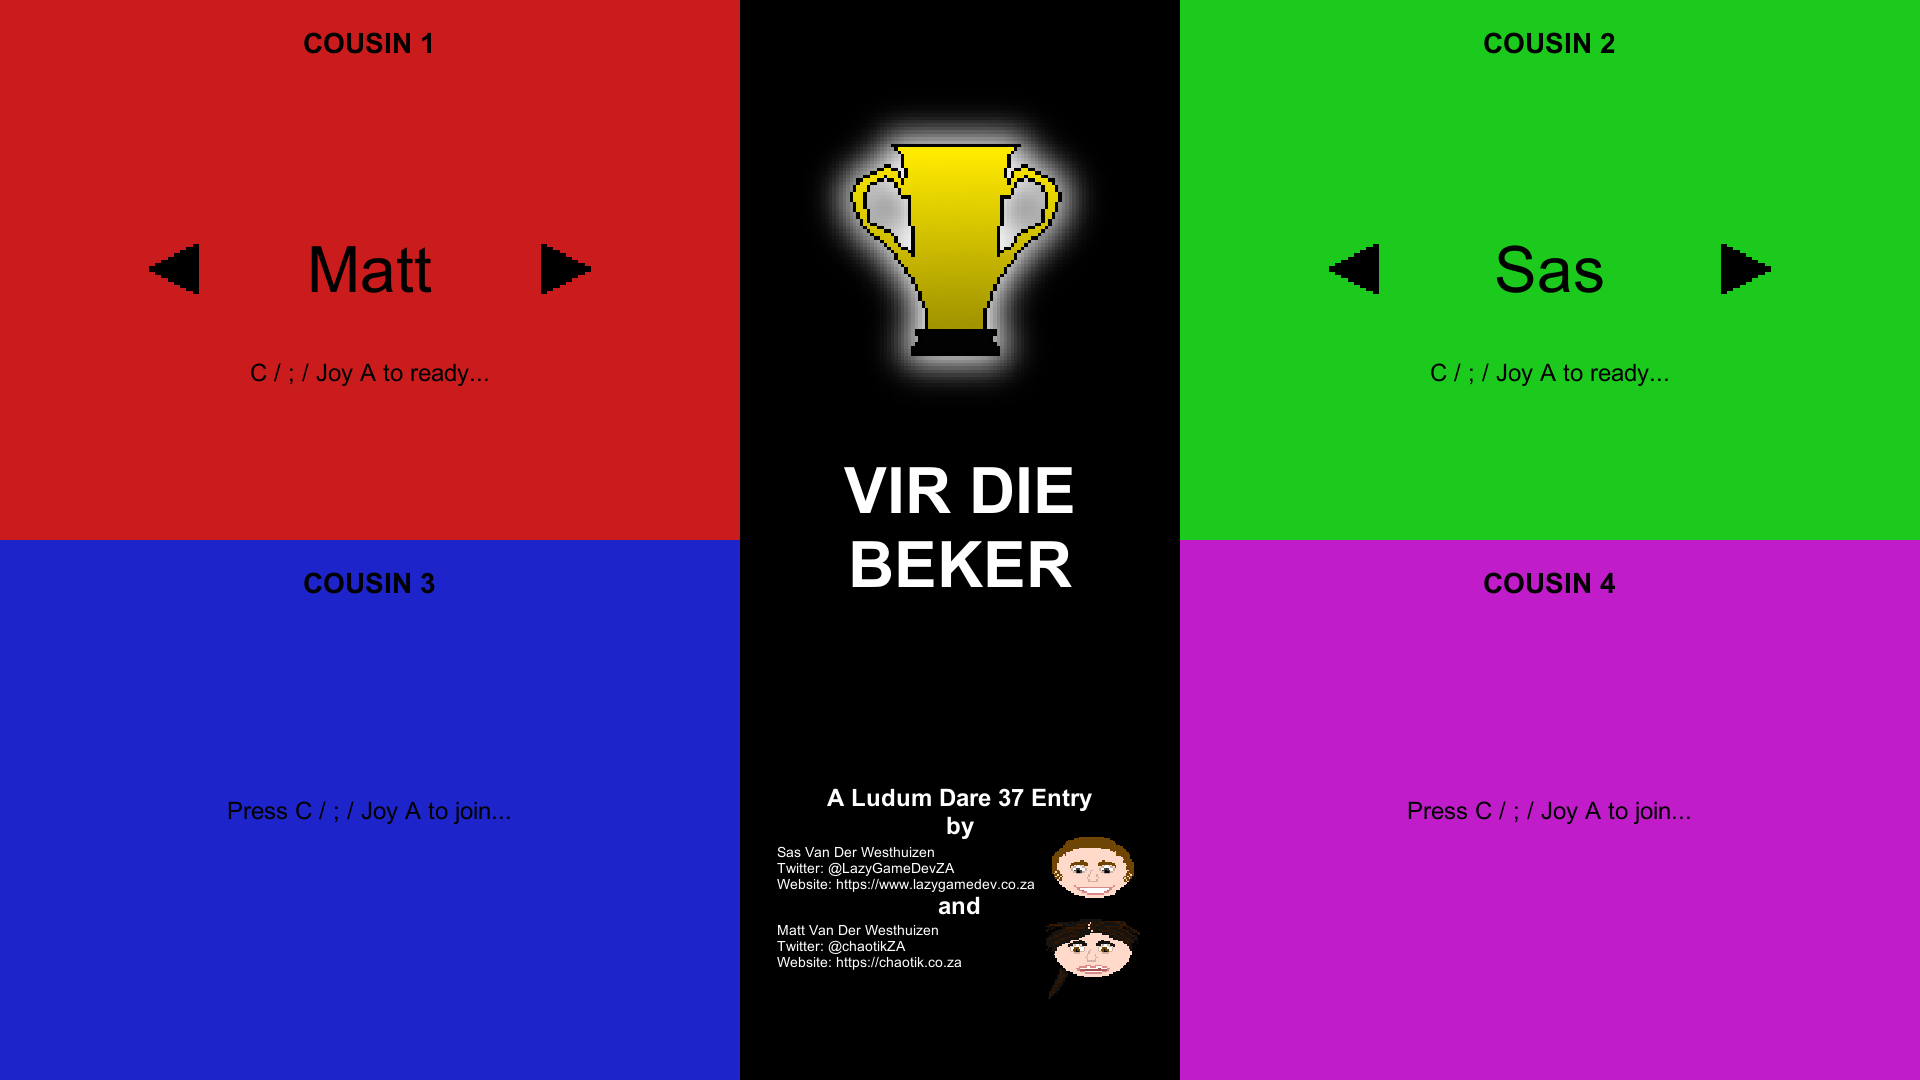 COUSIN 1
Matt
C / ; / Joy A to ready...
COUSIN 2
Sas
C / ; / Joy A to ready...
VIR DIE
BEKER
COUSIN 3
Press C / ; / Joy A to join...
COUSIN 4
Press C / ; / Joy A to join...
A Ludum Dare 37 Entry
by
Sas Van Der Westhuizen
Twitter: @LazyGameDevZA
Website: https://www.lazygamedev.co.za
and
Matt Van Der Westhuizen
Twitter: @chaotikZA
Website: https://chaotik.co.za